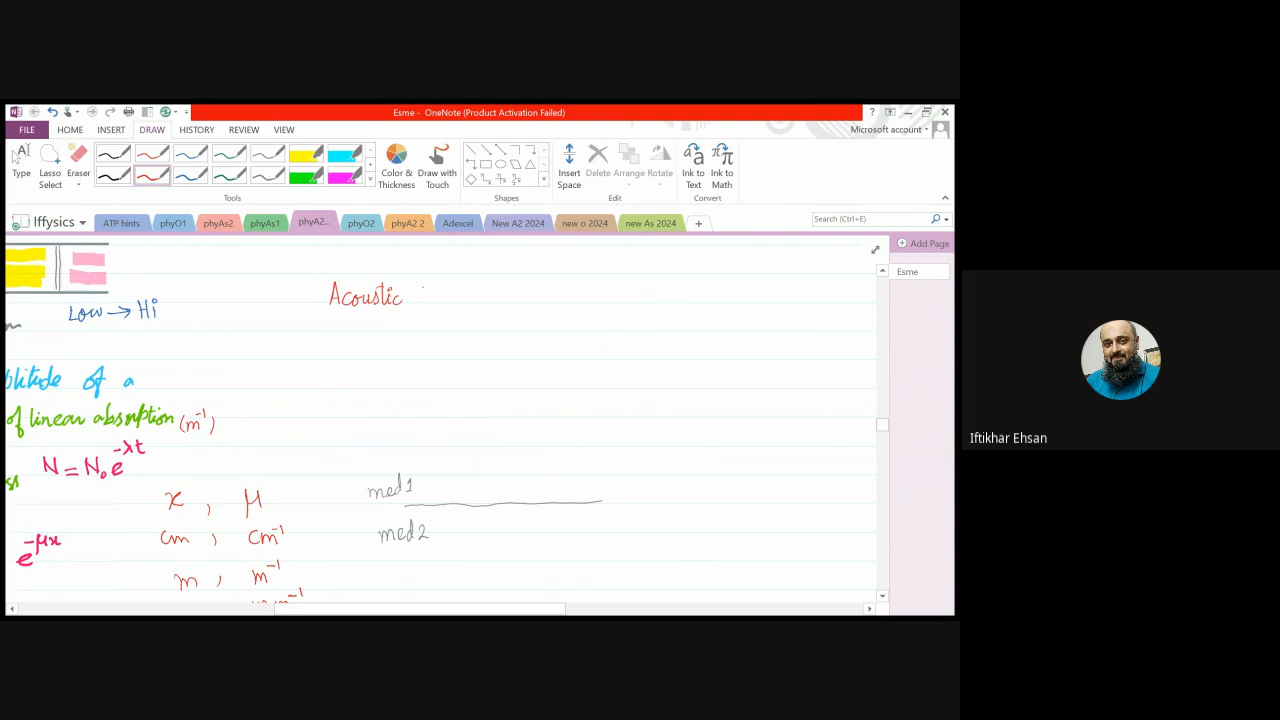 Esme - OneNote (Product Activation Failed)
FILE HOME INSERT DRAW HISTORY REVIEW VIEW
Microsoft account
Type Lasso Select Eraser
Color & Thickness Draw with Touch
Insert Space Delete Arrange Rotate
Ink to Text Ink to Math
Tools Shapes Edit Convert
Iffysics ATP hints phyO1 phyAs2 phyAs1 phyA2... phyO2 phyA2 2 Adexcel New A2 2024 new o 2024 new As 2024
Search (Ctrl+E)
Add Page
Esme
Acoustic
Low → Hi
plitude of a
of linear absorption (m⁻¹)
N = N₀e^-λt
ss
x , μ
med1
cm , cm⁻¹
med2
e^-μx
m , m⁻¹
Iftikhar Ehsan